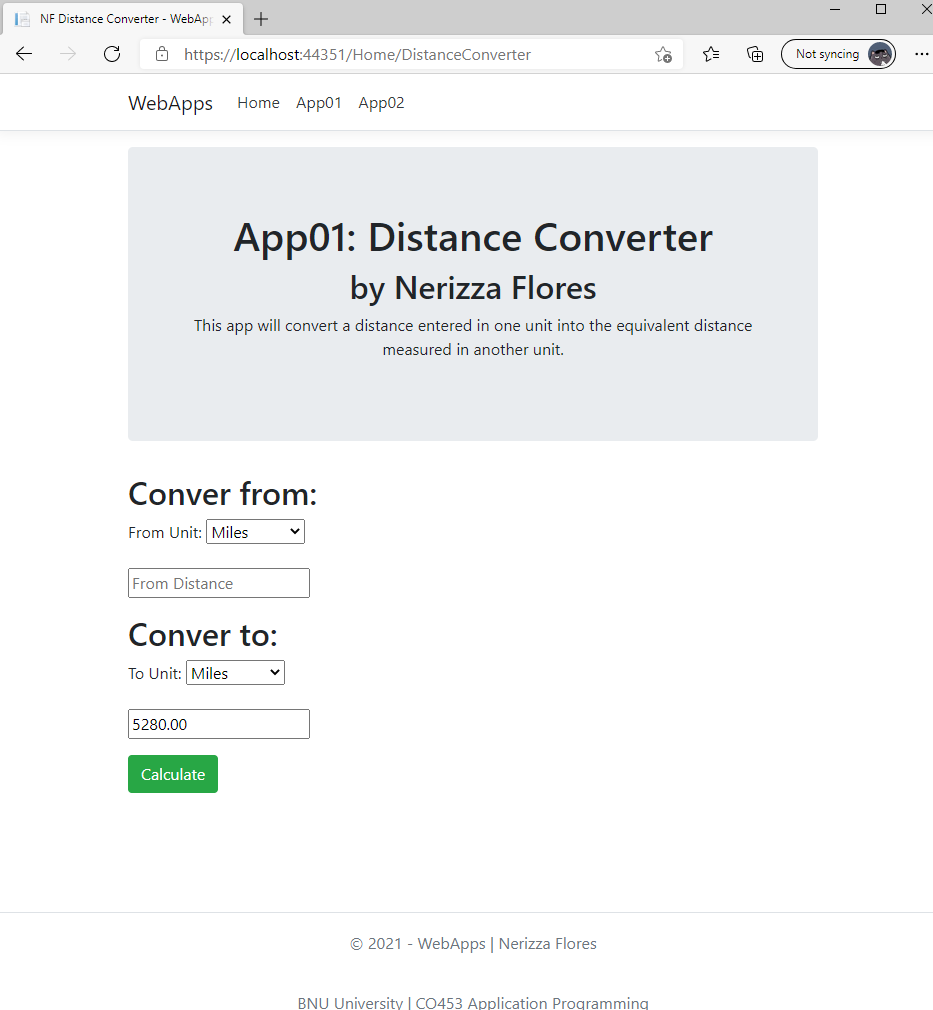 NF Distance Converter - WebApp
https://localhost:44351/Home/DistanceConverter
Not syncing
WebApps Home App01 App02
App01: Distance Converter
by Nerizza Flores
This app will convert a distance entered in one unit into the equivalent distance
measured in another unit.
Conver from:
From Unit: Miles
From Distance
Conver to:
To Unit: Miles
5280.00
Calculate
© 2021 - WebApps | Nerizza Flores
BNU University | CO453 Application Programming